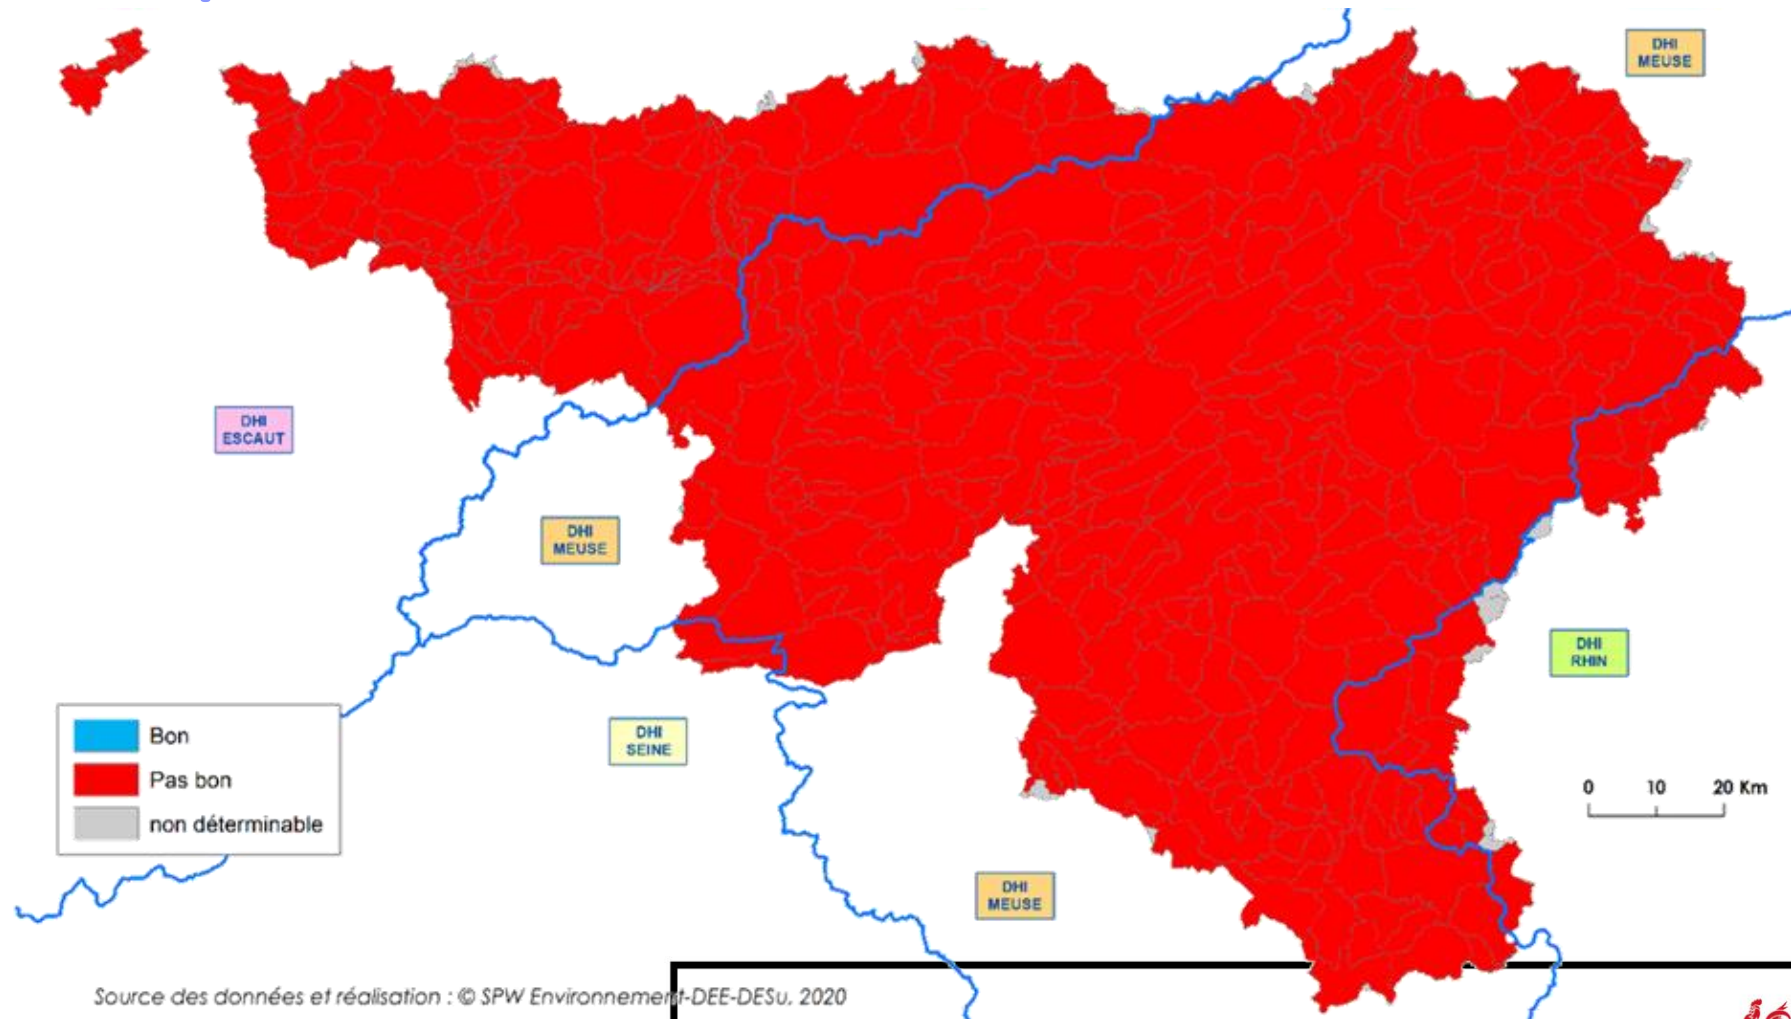 DHI
MEUSE
DHI
ESCAUT
DHI
MEUSE
DHI
RHIN
DHI
SEINE
Bon
Pas bon
non déterminable
0 10 20 Km
DHI
MEUSE
Source des données et réalisation : © SPW Environnement-DEE-DESu, 2020